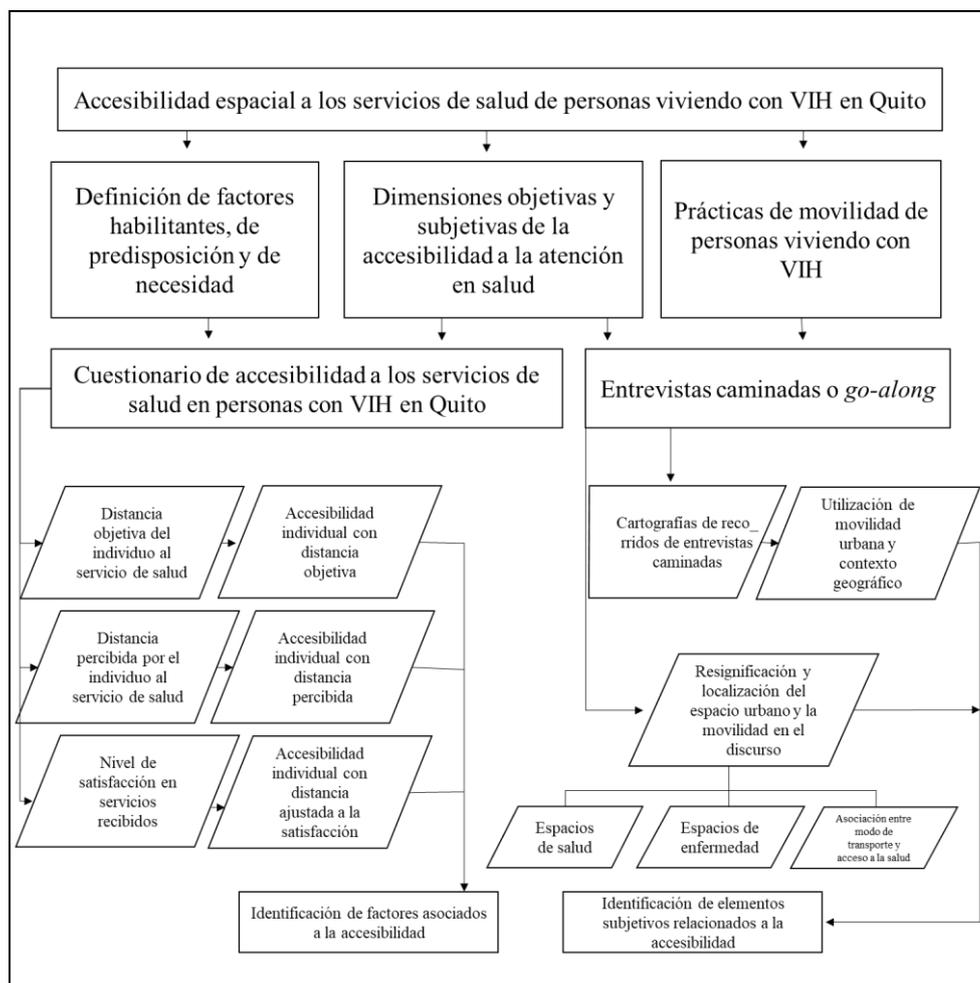 Accesibilidad espacial a los servicios de salud de personas viviendo con VIH en Quito
Definición de factores
habilitantes, de
predisposición y de
necesidad
Dimensiones objetivas y
subjetivas de la
accesibilidad a la atención
en salud
Prácticas de movilidad de
personas viviendo con
VIH
Cuestionario de accesibilidad a los servicios de
salud en personas con VIH en Quito
Entrevistas caminadas o go-along
Distancia
objetiva del
individuo al
servicio de salud
Accesibilidad
individual con
distancia
objetiva
Cartografías de reco_
rridos de entrevistas
caminadas
Utilización de
movilidad
urbana y
contexto
geográfico
Distancia
percibida por el
individuo al
servicio de salud
Accesibilidad
individual con
distancia
percibida
Resignificación y
localización del
espacio urbano y la
movilidad en el
discurso
Nivel de
satisfacción en
servicios
recibidos
Accesibilidad
individual con
distancia
ajustada a la
satisfacción
Espacios
de salud
Espacios de
enfermedad
Asociación entre
modo de
transporte y
acceso a la salud
Identificación de factores asociados
a la accesibilidad
Identificación de elementos
subjetivos relacionados a la
accesibilidad